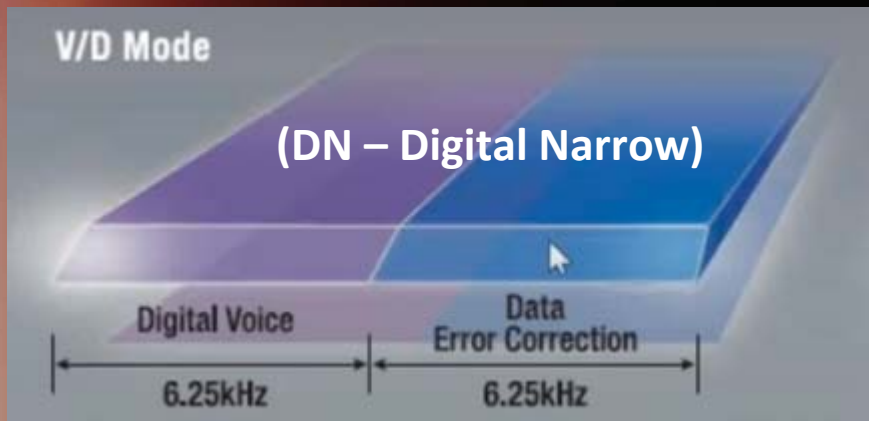 V/D Mode
(DN – Digital Narrow)
Digital Voice
Data
Error Correction
6.25kHz
6.25kHz